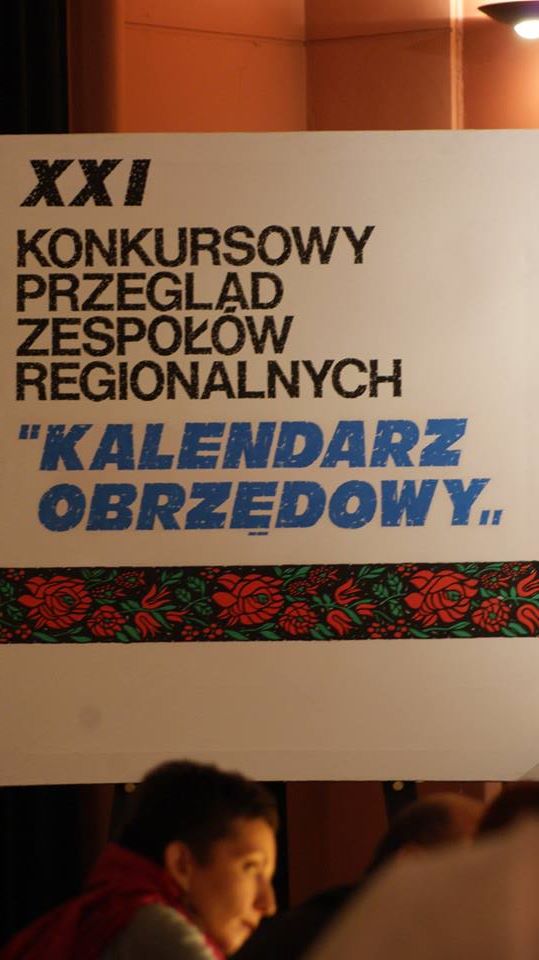 XXI
KONKURSOWY
PRZEGLĄD
ZESPOŁÓW
REGIONALNYCH
"KALENDARZ
OBRZĘDOWY„